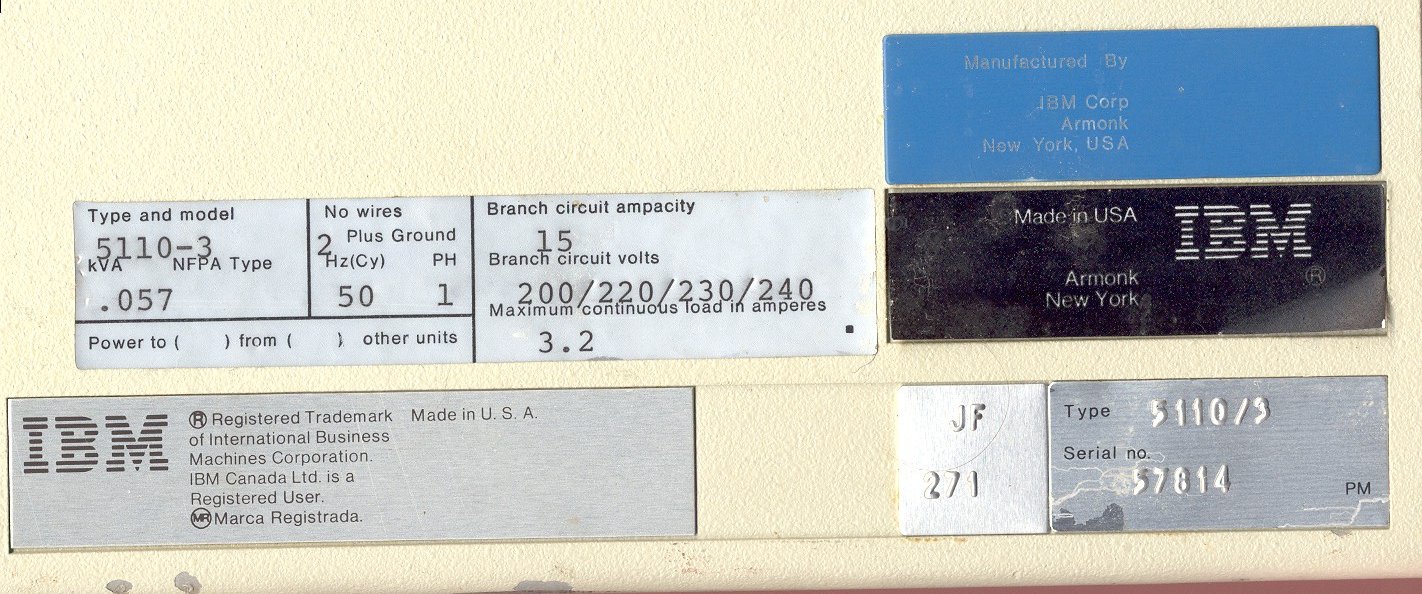 Manufactured By
IBM Corp
Armonk
New York, USA
Type and model
5110-3
kVA NFPA Type
.057
No wires
2 Plus Ground
Hz(Cy) PH
50 1
Power to ( ) from ( ) other units
Branch circuit ampacity
15
Branch circuit volts
200/220/230/240
Maximum continuous load in amperes
3.2
Made in USA IBM
®
Armonk
New York
IBM ® Registered Trademark Made in U. S. A.
of International Business
Machines Corporation.
IBM Canada Ltd. is a
Registered User.
MR Marca Registrada.
JF
271
Type 5110/3
Serial no.
57814
PM